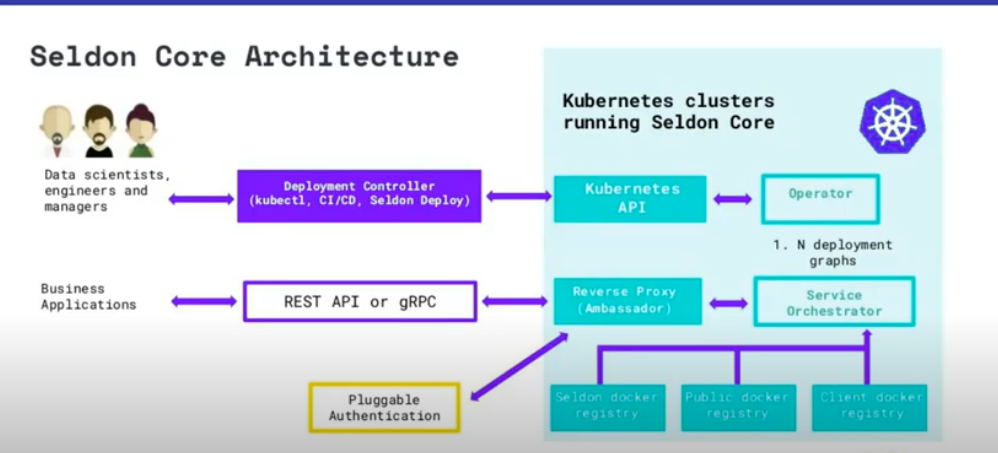 Seldon Core Architecture
Kubernetes clusters
running Seldon Core
Data scientists,
engineers and
managers
Deployment Controller
(kubectl, CI/CD, Seldon Deploy)
Kubernetes
API
Operator
1. N deployment
graphs
Business
Applications
REST API or gRPC
Reverse Proxy
(Ambassador)
Service
Orchestrator
Pluggable
Authentication
Seldon docker
registry
Public docker
registry
Client docker
registry